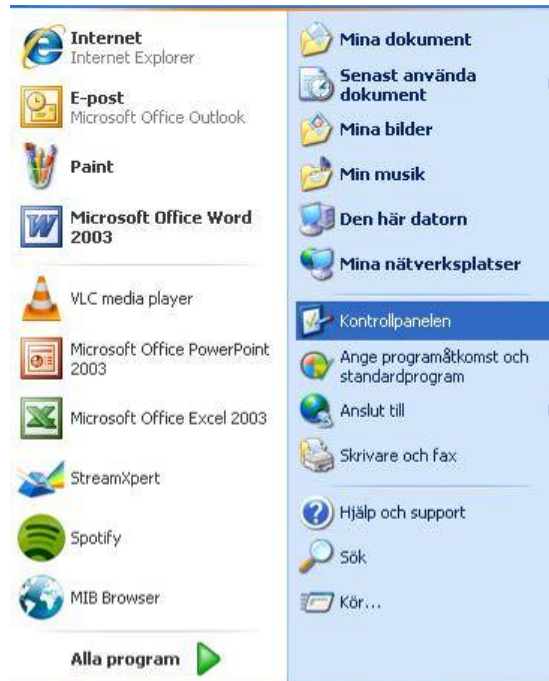 Internet
Internet Explorer
E-post
Microsoft Office Outlook
Paint
Microsoft Office Word
2003
VLC media player
Microsoft Office PowerPoint
2003
Microsoft Office Excel 2003
StreamXpert
Spotify
MIB Browser
Alla program
Mina dokument
Senast använda
dokument
Mina bilder
Min musik
Den här datorn
Mina nätverksplatser
Kontrollpanelen
Ange programåtkomst och
standardprogram
Anslut till
Skrivare och fax
Hjälp och support
Sök
Kör...